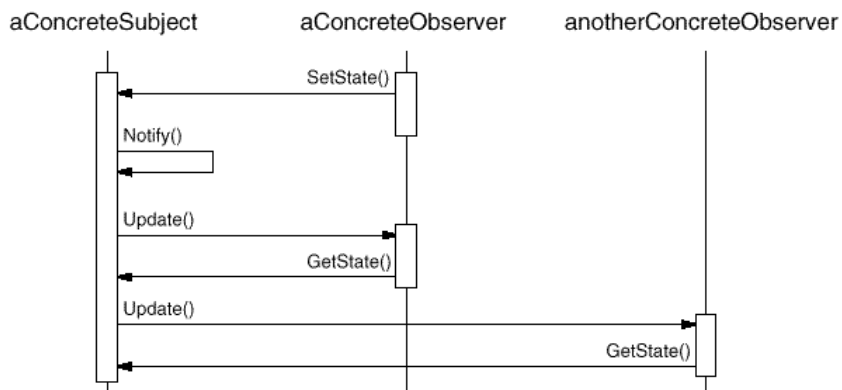 aConcreteSubject aConcreteObserver anotherConcreteObserver
SetState()
Notify()
Update()
GetState()
Update()
GetState()